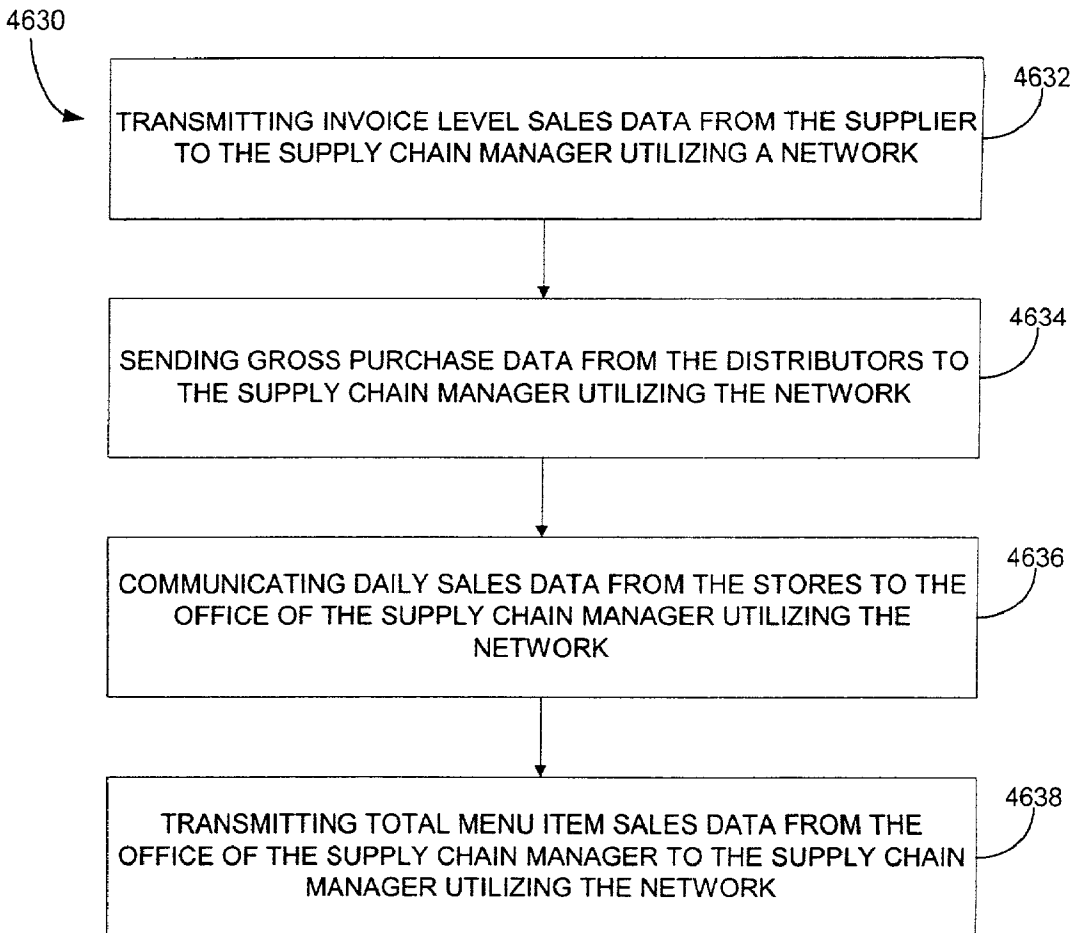 4630
4632
TRANSMITTING INVOICE LEVEL SALES DATA FROM THE SUPPLIER
TO THE SUPPLY CHAIN MANAGER UTILIZING A NETWORK
4634
SENDING GROSS PURCHASE DATA FROM THE DISTRIBUTORS TO
THE SUPPLY CHAIN MANAGER UTILIZING THE NETWORK
4636
COMMUNICATING DAILY SALES DATA FROM THE STORES TO THE
OFFICE OF THE SUPPLY CHAIN MANAGER UTILIZING THE
NETWORK
4638
TRANSMITTING TOTAL MENU ITEM SALES DATA FROM THE
OFFICE OF THE SUPPLY CHAIN MANAGER TO THE SUPPLY CHAIN
MANAGER UTILIZING THE NETWORK